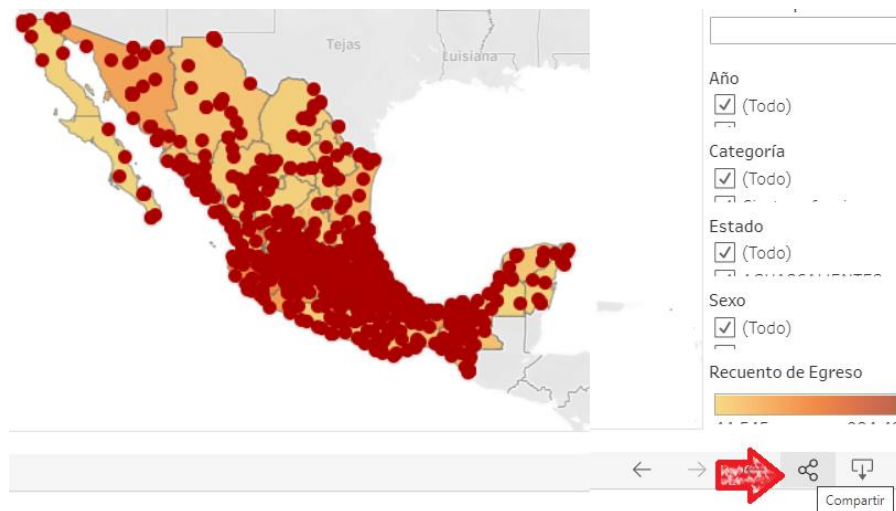 Tejas
Luisiana
Año
(Todo)
Categoría
(Todo)
Estado
(Todo)
Sexo
(Todo)
Recuento de Egreso
Compartir